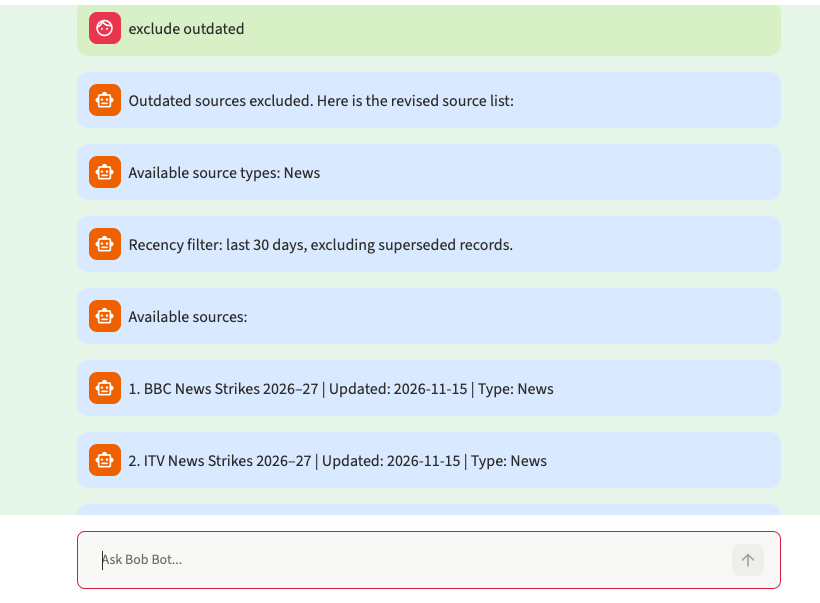 exclude outdated
Outdated sources excluded. Here is the revised source list:
Available source types: News
Recency filter: last 30 days, excluding superseded records.
Available sources:
1. BBC News Strikes 2026–27 | Updated: 2026-11-15 | Type: News
2. ITV News Strikes 2026–27 | Updated: 2026-11-15 | Type: News
Ask Bob Bot...